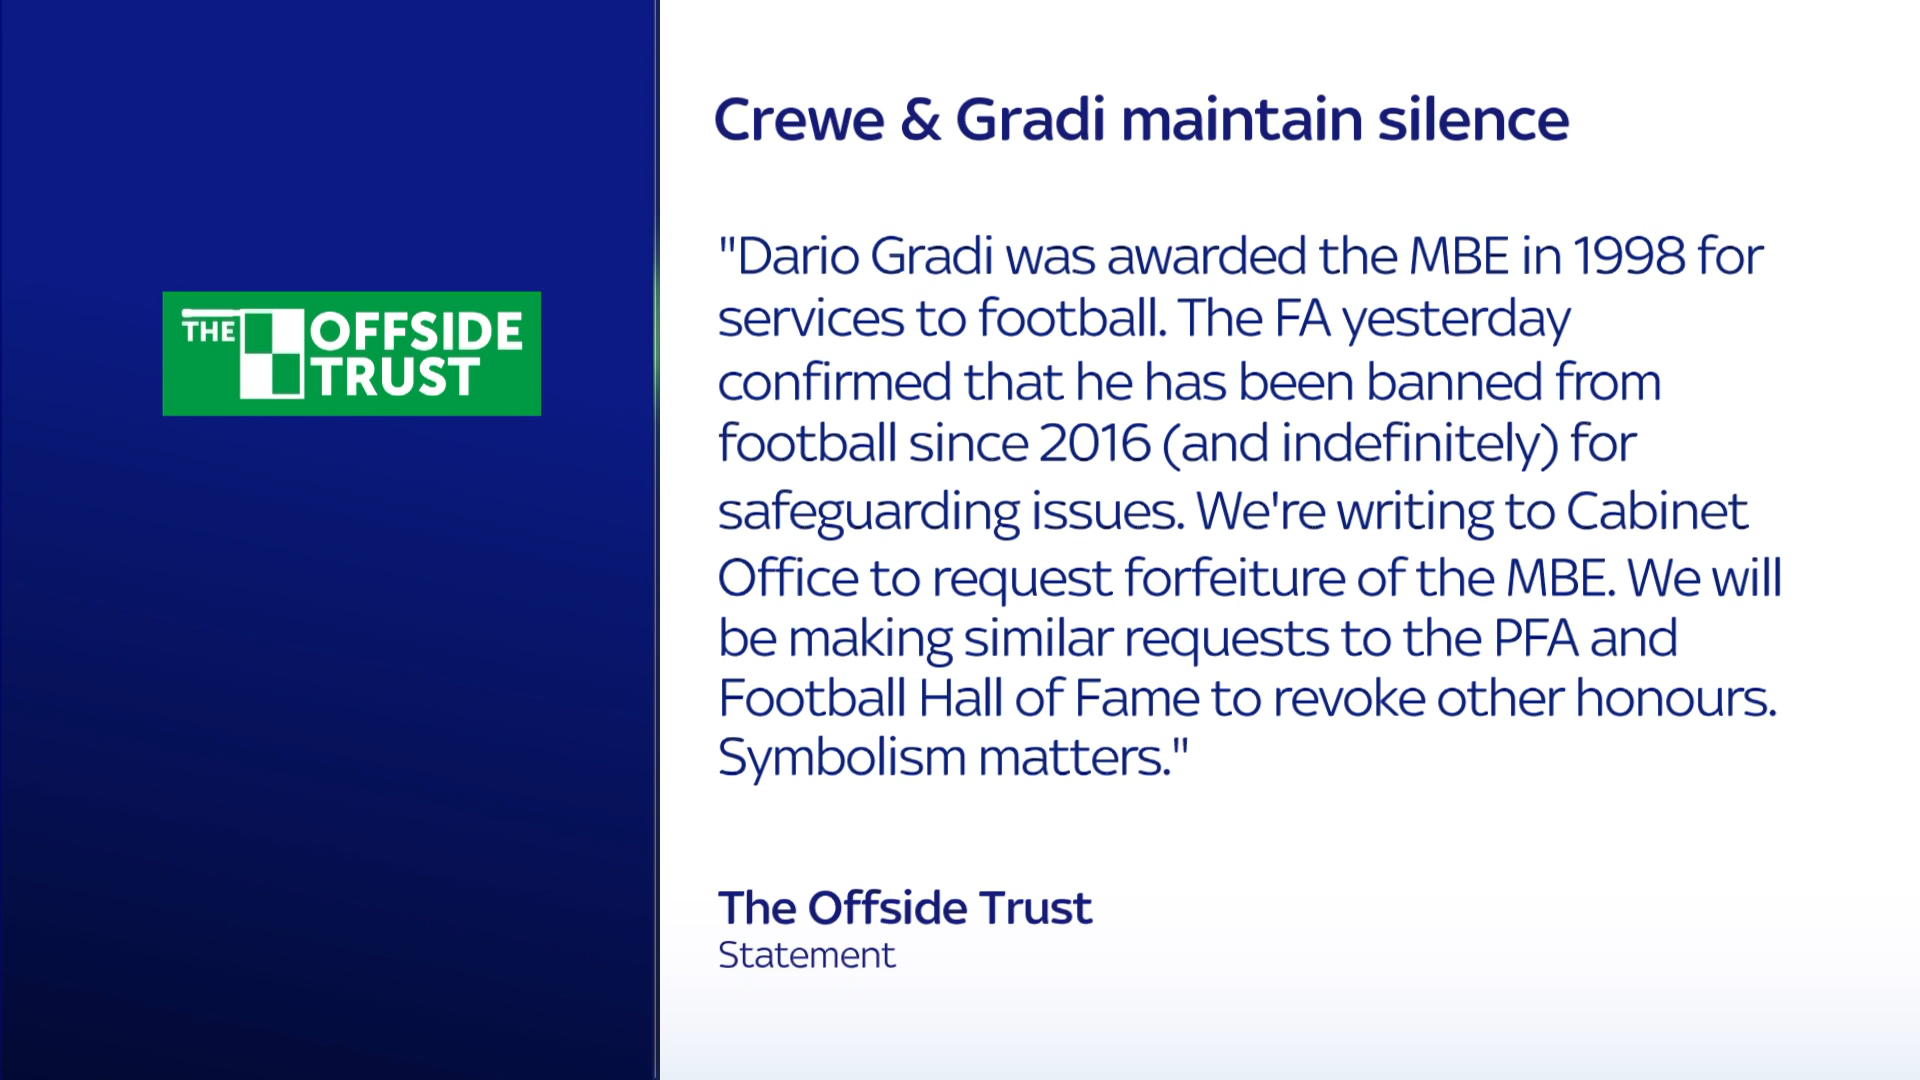 THE OFFSIDE
TRUST
Crewe & Gradi maintain silence
"Dario Gradi was awarded the MBE in 1998 for
services to football. The FA yesterday
confirmed that he has been banned from
football since 2016 (and indefinitely) for
safeguarding issues. We're writing to Cabinet
Office to request forfeiture of the MBE. We will
be making similar requests to the PFA and
Football Hall of Fame to revoke other honours.
Symbolism matters."
The Offside Trust
Statement